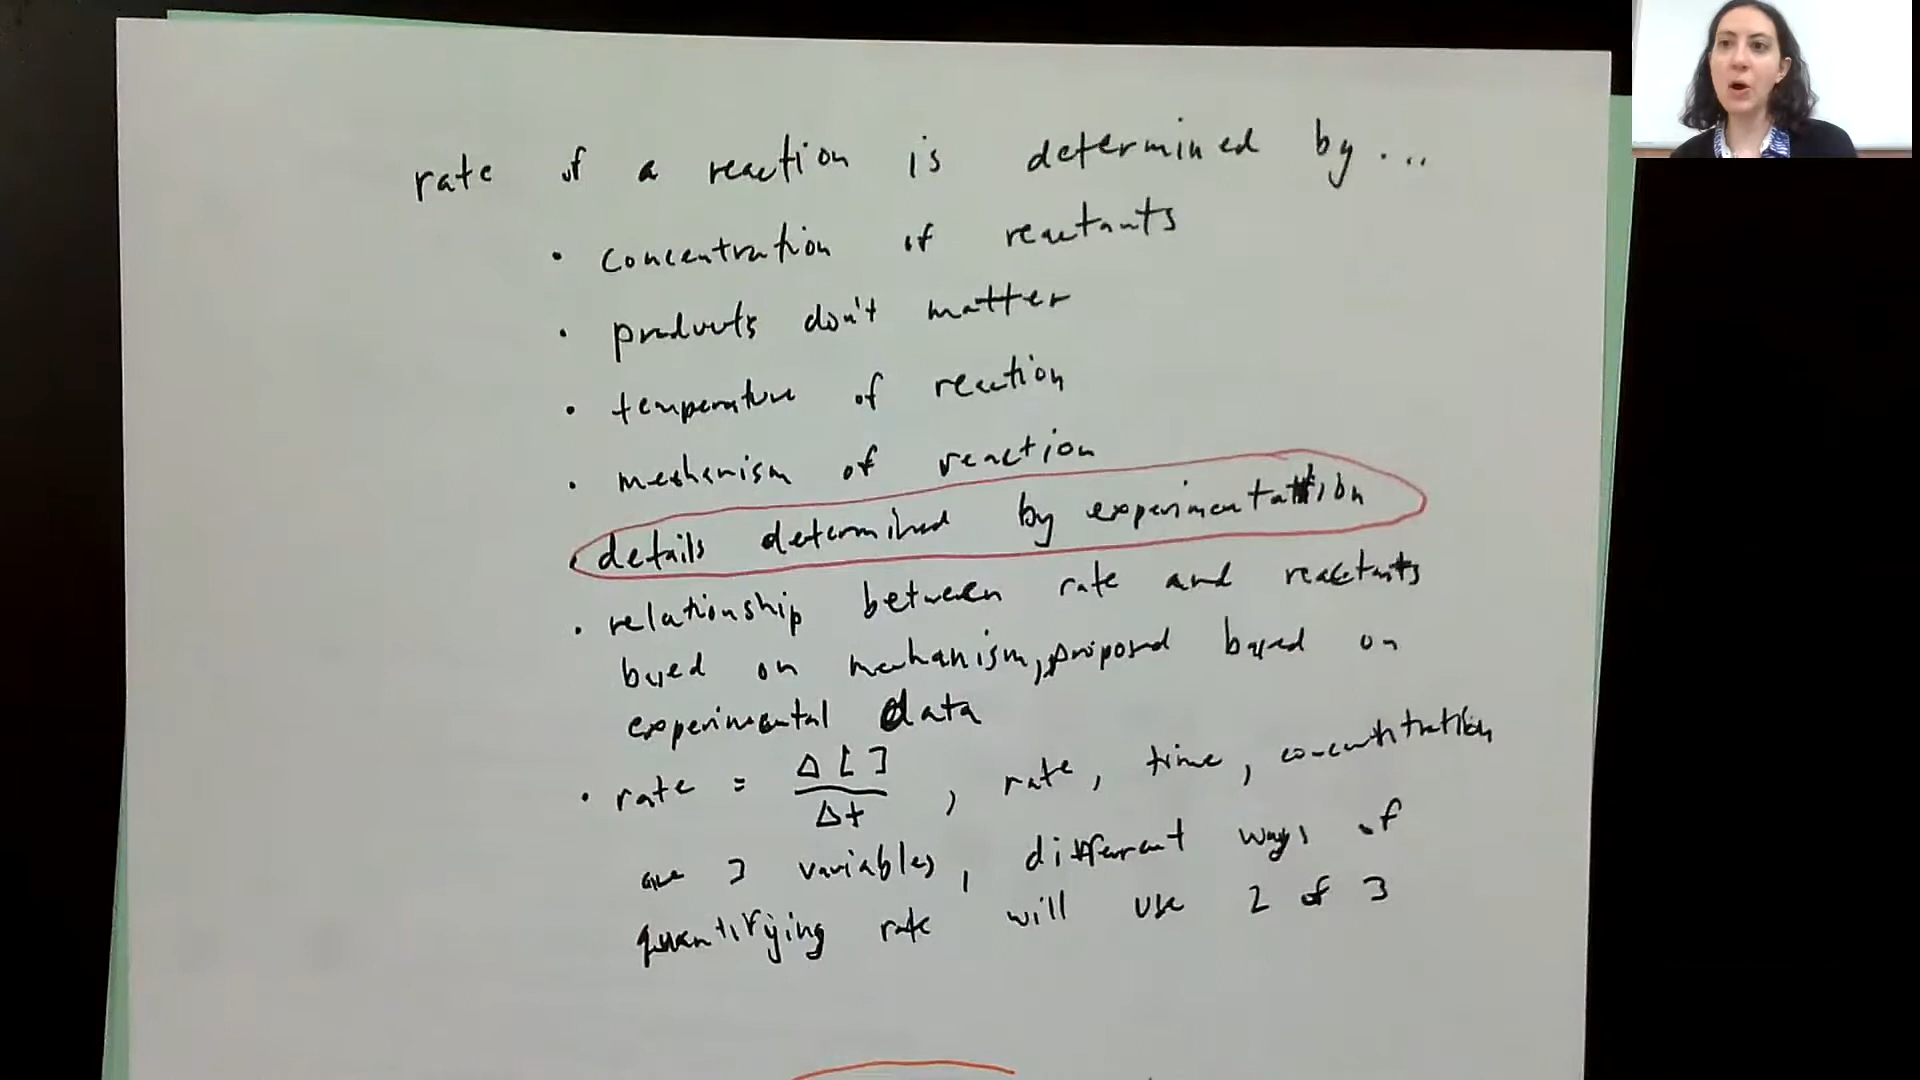 rate of a reaction is determined by...
• concentration of reactants
• products don't matter
• temperature of reaction
• mechanism of reaction
• details determined by experimentation
• relationship between rate and reactants
based on mechanism, proposed based on
experimental data
• rate = Δ[ ]/Δt, rate, time, concentration
are 3 variables, different ways of
quantifying rate will use 2 of 3